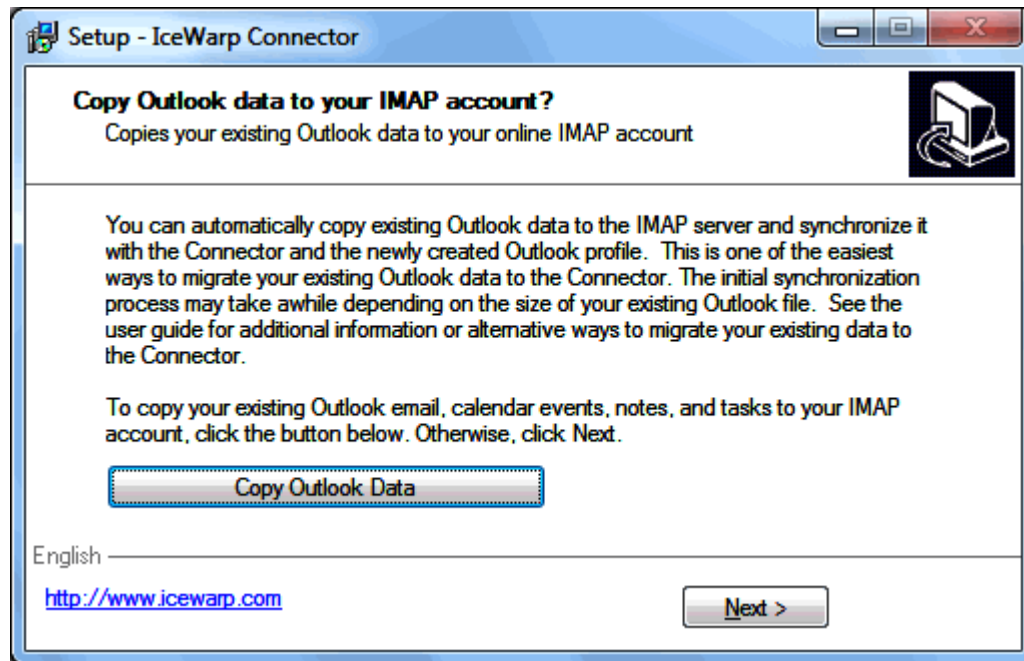 Setup - IceWarp Connector
Copy Outlook data to your IMAP account?
Copies your existing Outlook data to your online IMAP account
You can automatically copy existing Outlook data to the IMAP server and synchronize it
with the Connector and the newly created Outlook profile.  This is one of the easiest
ways to migrate your existing Outlook data to the Connector. The initial synchronization
process may take awhile depending on the size of your existing Outlook file.  See the
user guide for additional information or alternative ways to migrate your existing data to
the Connector.
To copy your existing Outlook email, calendar events, notes, and tasks to your IMAP
account, click the button below. Otherwise, click Next.
Copy Outlook Data
English
http://www.icewarp.com
Next >